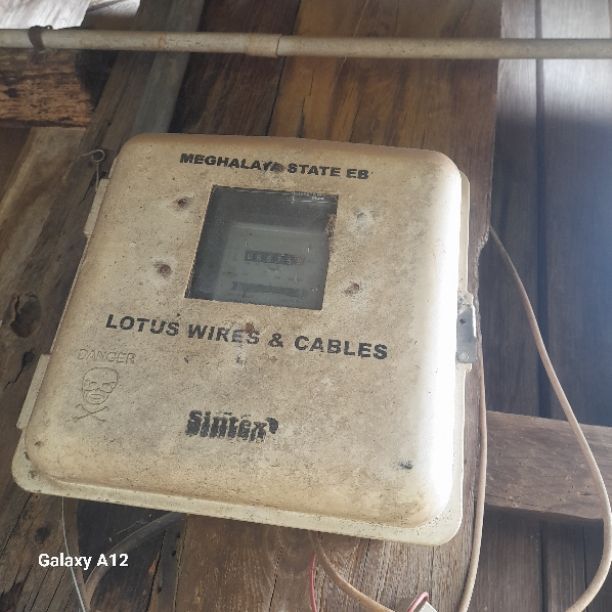 MEGHALAYA STATE EB
LOTUS WIRES & CABLES
DANGER
Sintex
Galaxy A12